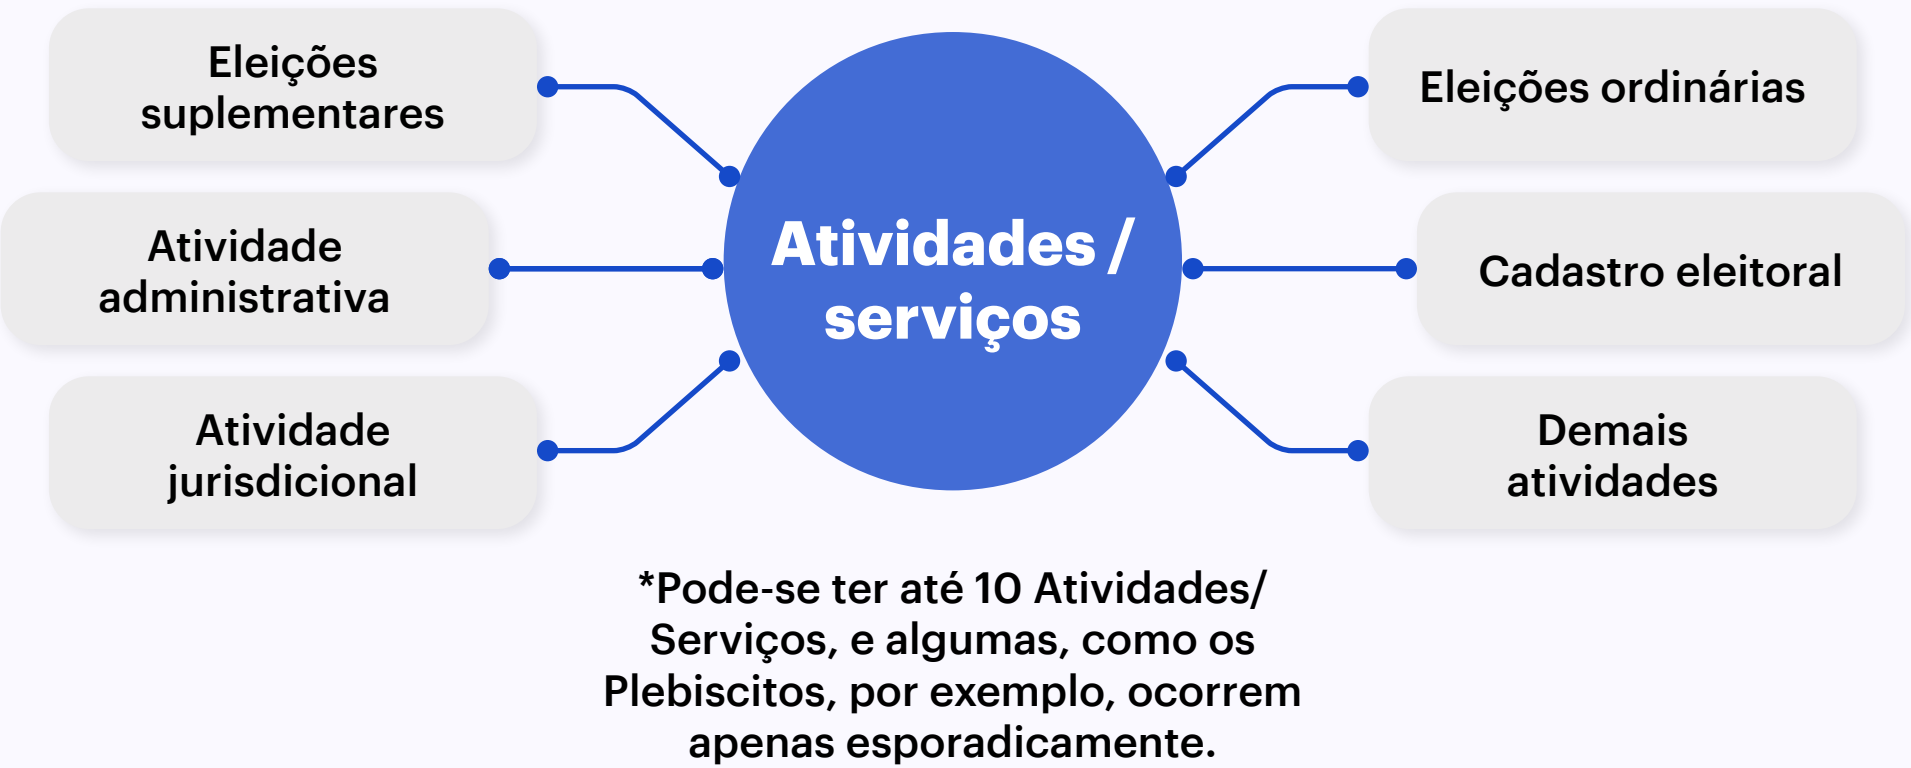 Eleições
suplementares
Atividade
administrativa
Atividade
jurisdicional
Atividades /
serviços
Eleições ordinárias
Cadastro eleitoral
Demais
atividades
*Pode-se ter até 10 Atividades/
Serviços, e algumas, como os
Plebiscitos, por exemplo, ocorrem
apenas esporadicamente.